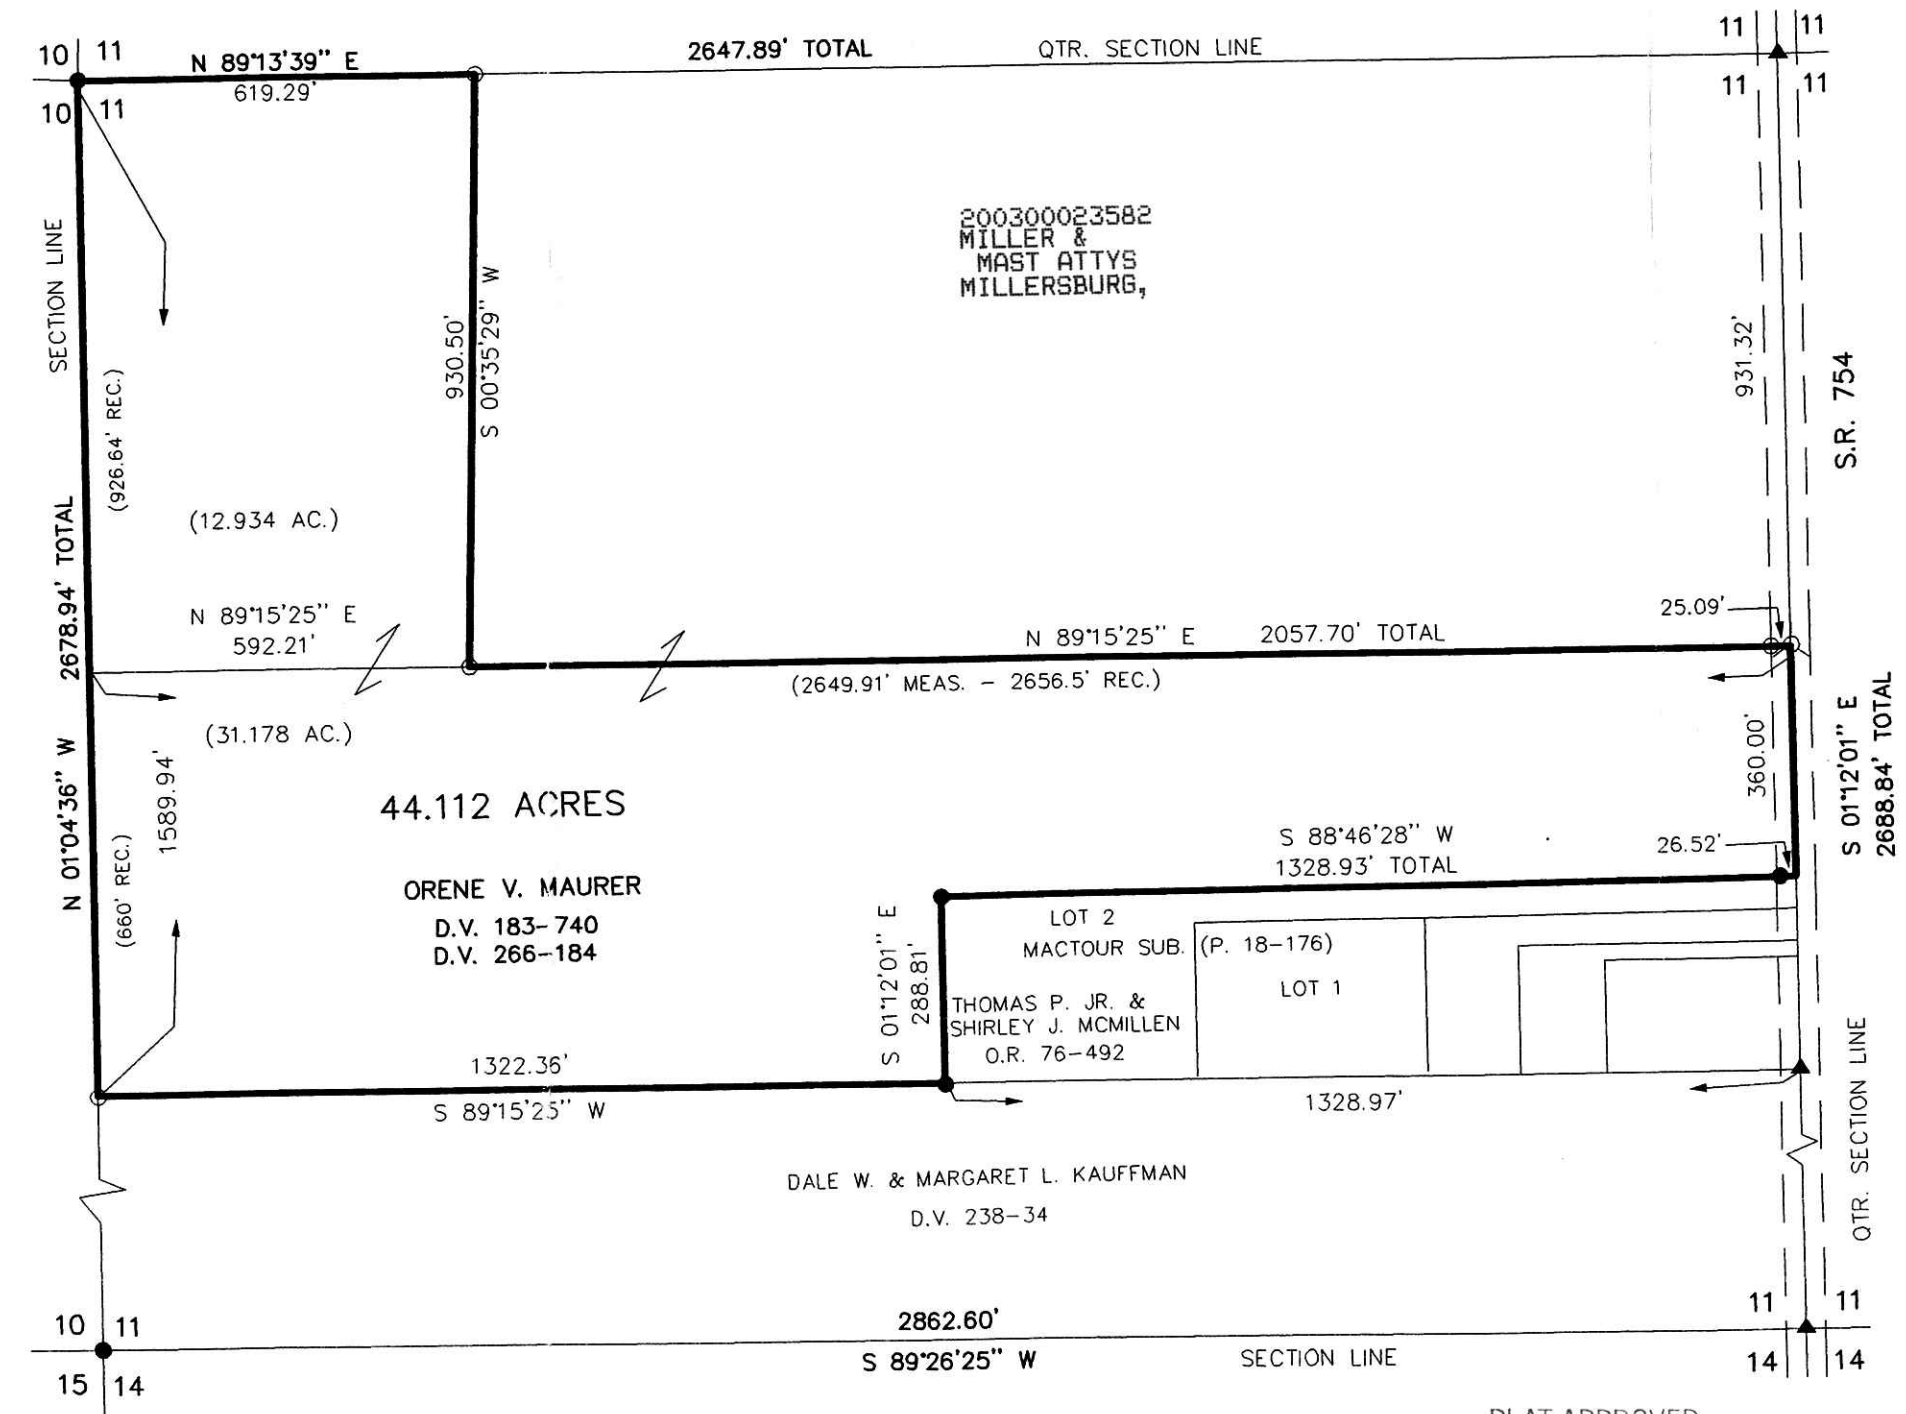 10 11
N 89°13'39" E
2647.89' TOTAL
QTR. SECTION LINE
11 11
619.29'
10 11
11 11
200300023582
MILLER &
MAST ATTYS
MILLERSBURG,
SECTION LINE
930.50'
S 00°35'29" W
931.32'
S.R. 754
(926.64' REC.)
(12.934 AC.)
2678.94' TOTAL
N 89°15'25" E
592.21'
N 89°15'25" E 2057.70' TOTAL
25.09'
(2649.91' MEAS. - 2656.5' REC.)
(31.178 AC.)
N 01°04'36" W
1589.94'
(660' REC.)
360.00'
S 01°12'01" E
2688.84' TOTAL
44.112 ACRES
S 88°46'28" W
1328.93' TOTAL
26.52'
ORENE V. MAURER
D.V. 183-740
D.V. 266-184
S 01°12'01" E
288.81'
LOT 2
MACTOUR SUB. (P. 18-176)
LOT 1
THOMAS P. JR. &
SHIRLEY J. MCMILLEN
O.R. 76-492
1322.36'
S 89°15'25" W
1328.97'
QTR. SECTION LINE
DALE W. & MARGARET L. KAUFFMAN
D.V. 238-34
10 11
2862.60'
11 11
S 89°26'25" W
SECTION LINE
15 14
14 14
PLAT APPROVED